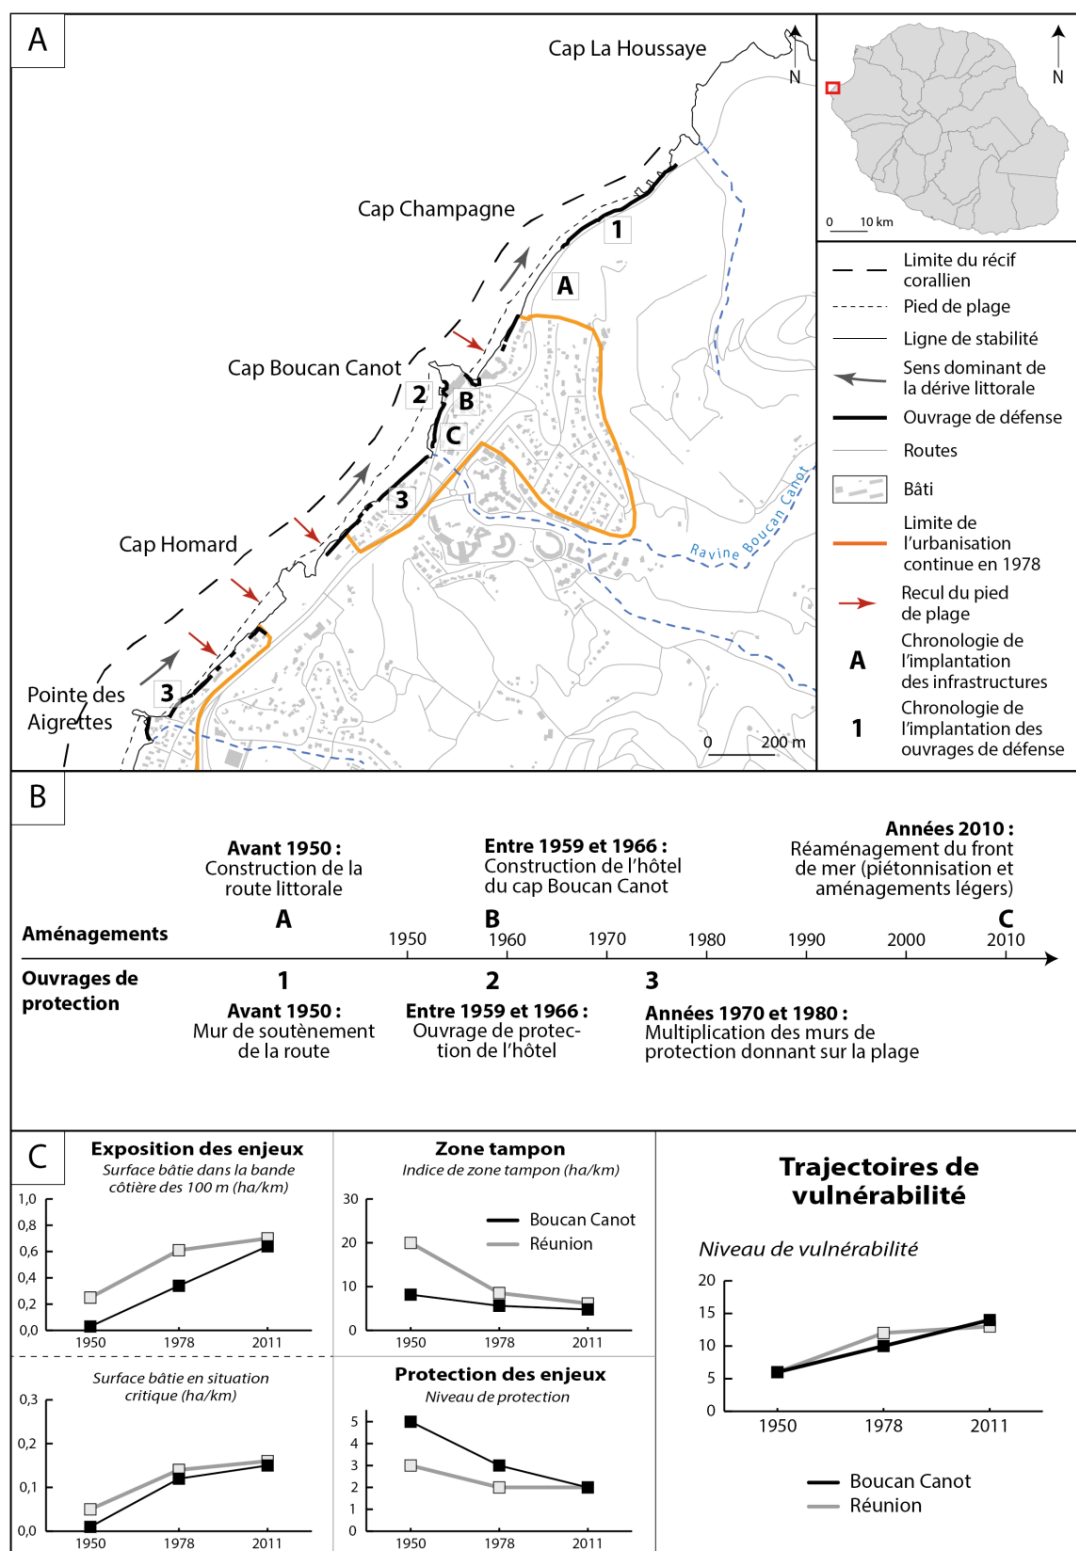 A
Cap La Houssaye
N
Cap Champagne
1
A
Cap Boucan Canot
2
B
C
3
Cap Homard
Ravine Boucan Canot
3
Pointe des
Aigrettes
0 200 m
N
0 10 km
Limite du récif
corallien
Pied de plage
Ligne de stabilité
Sens dominant de
la dérive littorale
Ouvrage de défense
Routes
Bâti
Limite de
l'urbanisation
continue en 1978
Recul du pied
de plage
A
Chronologie de
l'implantation
des infrastructures
1
Chronologie de
l'implantation des
ouvrages de défense
B
Avant 1950 :
Construction de la
route littorale
Entre 1959 et 1966 :
Construction de l'hôtel
du cap Boucan Canot
Années 2010 :
Réaménagement du front
de mer (piétonnisation et
aménagements légers)
A B C
Aménagements
1950 1960 1970 1980 1990 2000 2010
Ouvrages de
protection
1 2 3
Avant 1950 :
Mur de soutènement
de la route
Entre 1959 et 1966 :
Ouvrage de protec-
tion de l'hôtel
Années 1970 et 1980 :
Multiplication des murs de
protection donnant sur la plage
C
Exposition des enjeux
Surface bâtie dans la bande
côtière des 100 m (ha/km)
1,0
0,8
0,6
0,4
0,2
0,0
1950 1978 2011
Surface bâtie en situation
critique (ha/km)
0,3
0,2
0,1
0,0
1950 1978 2011
Zone tampon
Indice de zone tampon (ha/km)
30
20
10
0
Boucan Canot
Réunion
1950 1978 2011
Protection des enjeux
Niveau de protection
5
4
3
2
1
0
1950 1978 2011
Trajectoires de
vulnérabilité
Niveau de vulnérabilité
20
15
10
5
0
1950 1978 2011
Boucan Canot
Réunion